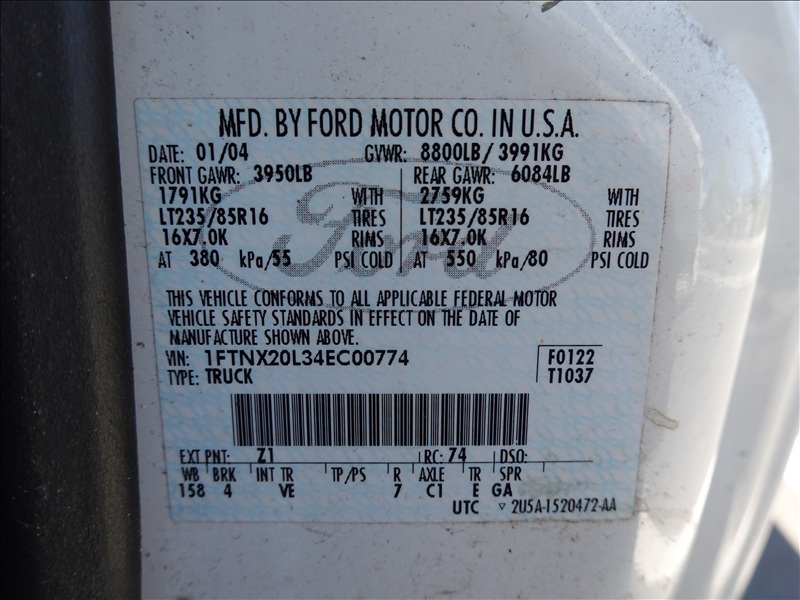 MFD. BY FORD MOTOR CO. IN U.S.A.
DATE: 01/04 GVWR: 8800LB/ 3991KG
FRONT GAWR: 3950LB REAR GAWR: 6084LB
1791KG WITH 2759KG WITH
LT235/85R16 TIRES LT235/85R16 TIRES
16X7.0K RIMS 16X7.0K RIMS
AT 380 kPa/55 PSI COLD AT 550 kPa/80 PSI COLD
Ford
THIS VEHICLE CONFORMS TO ALL APPLICABLE FEDERAL MOTOR
VEHICLE SAFETY STANDARDS IN EFFECT ON THE DATE OF
MANUFACTURE SHOWN ABOVE.
VIN: 1FTNX20L34EC00774 F0122
TYPE: TRUCK T1037
EXT PNT: Z1 RC: 74 DSO:
WB BRK INT TR TP/PS R AXLE TR SPR
158 4 VE 7 C1 E GA
UTC ▽ 2U5A-1520472-AA